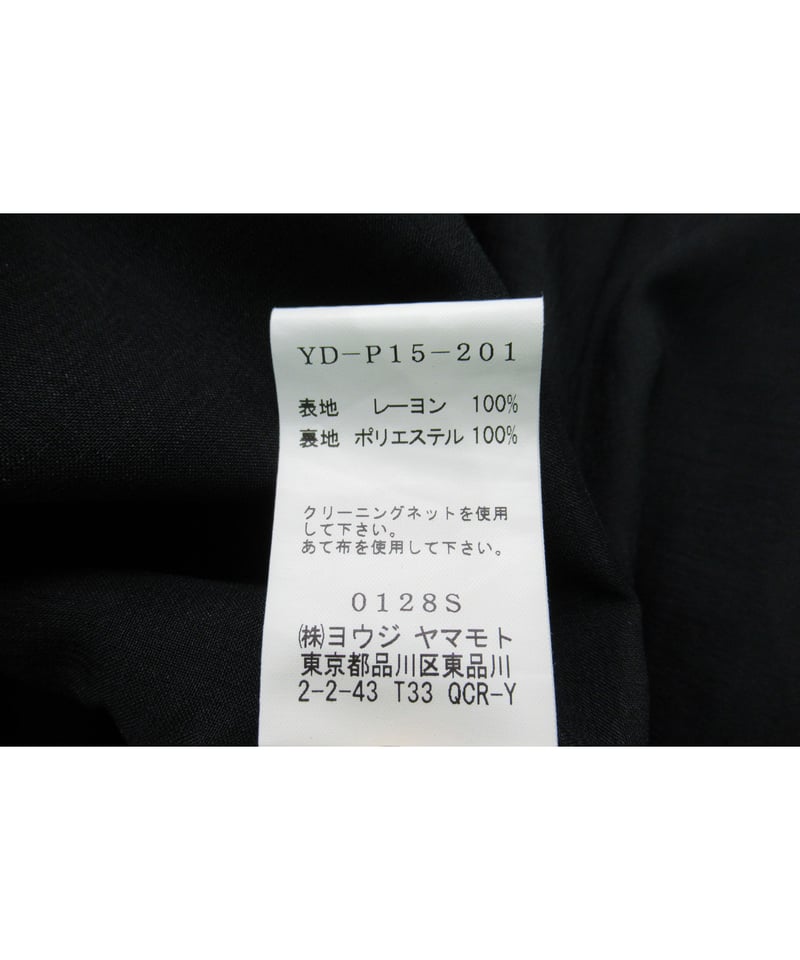 YD-P15-201
表地 レーヨン 100%
裏地 ポリエステル 100%
クリーニングネットを使用
して下さい。
あて布を使用して下さい。
0128S
㈱ヨウジ ヤマモト
東京都品川区東品川
2-2-43 T33 QCR-Y